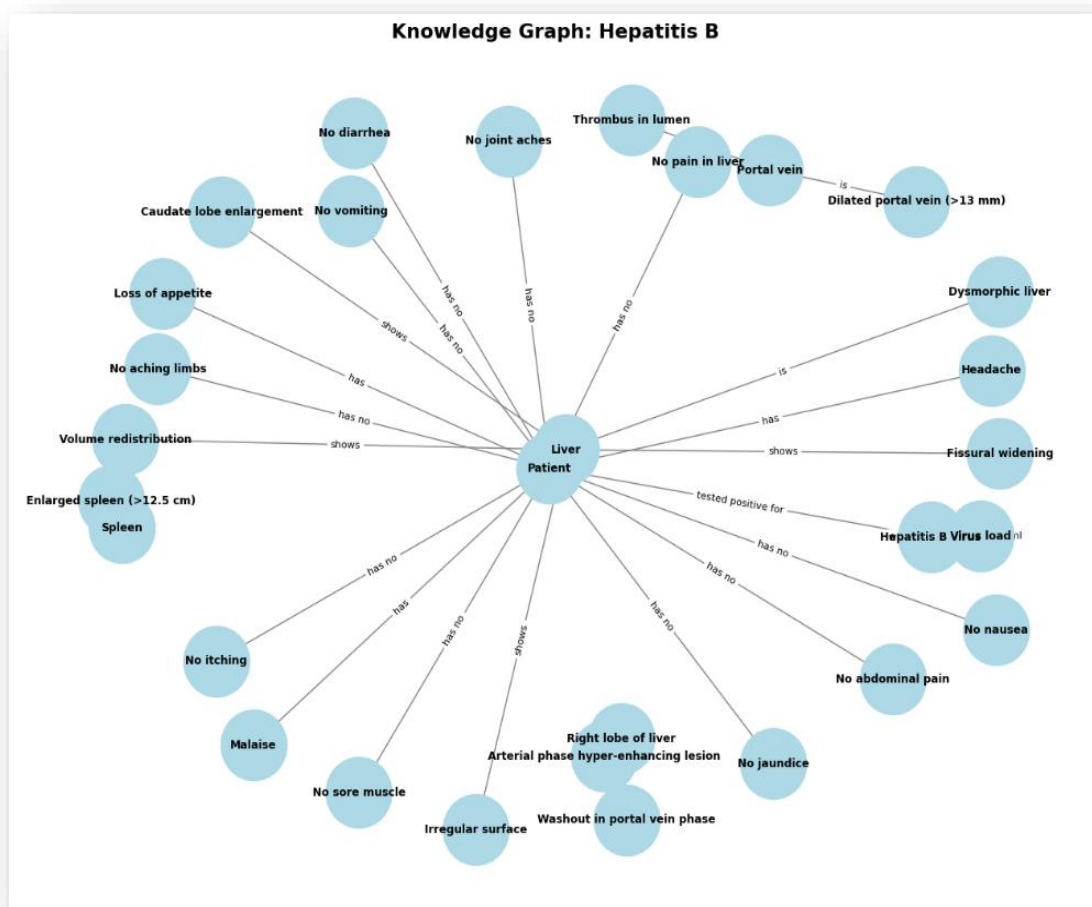 Knowledge Graph: Hepatitis B
Thrombus in lumen
No diarrhea
No joint aches
No pain in liver
Portal vein
is
Dilated portal vein (>13 mm)
Caudate lobe enlargement
No vomiting
Loss of appetite
Dysmorphic liver
has no
has no
has no
has no
shows
No aching limbs
Headache
is
has
has no
has
Volume redistribution
shows
Liver
shows
Fissural widening
Patient
Enlarged spleen (>12.5 cm)
tested positive for
Spleen
Hepatitis B Virus
Virus load
has no
has no
has no
has
has no
has no
shows
No nausea
No itching
No abdominal pain
Malaise
Right lobe of liver
Arterial phase hyper-enhancing lesion
No jaundice
No sore muscle
Washout in portal vein phase
Irregular surface